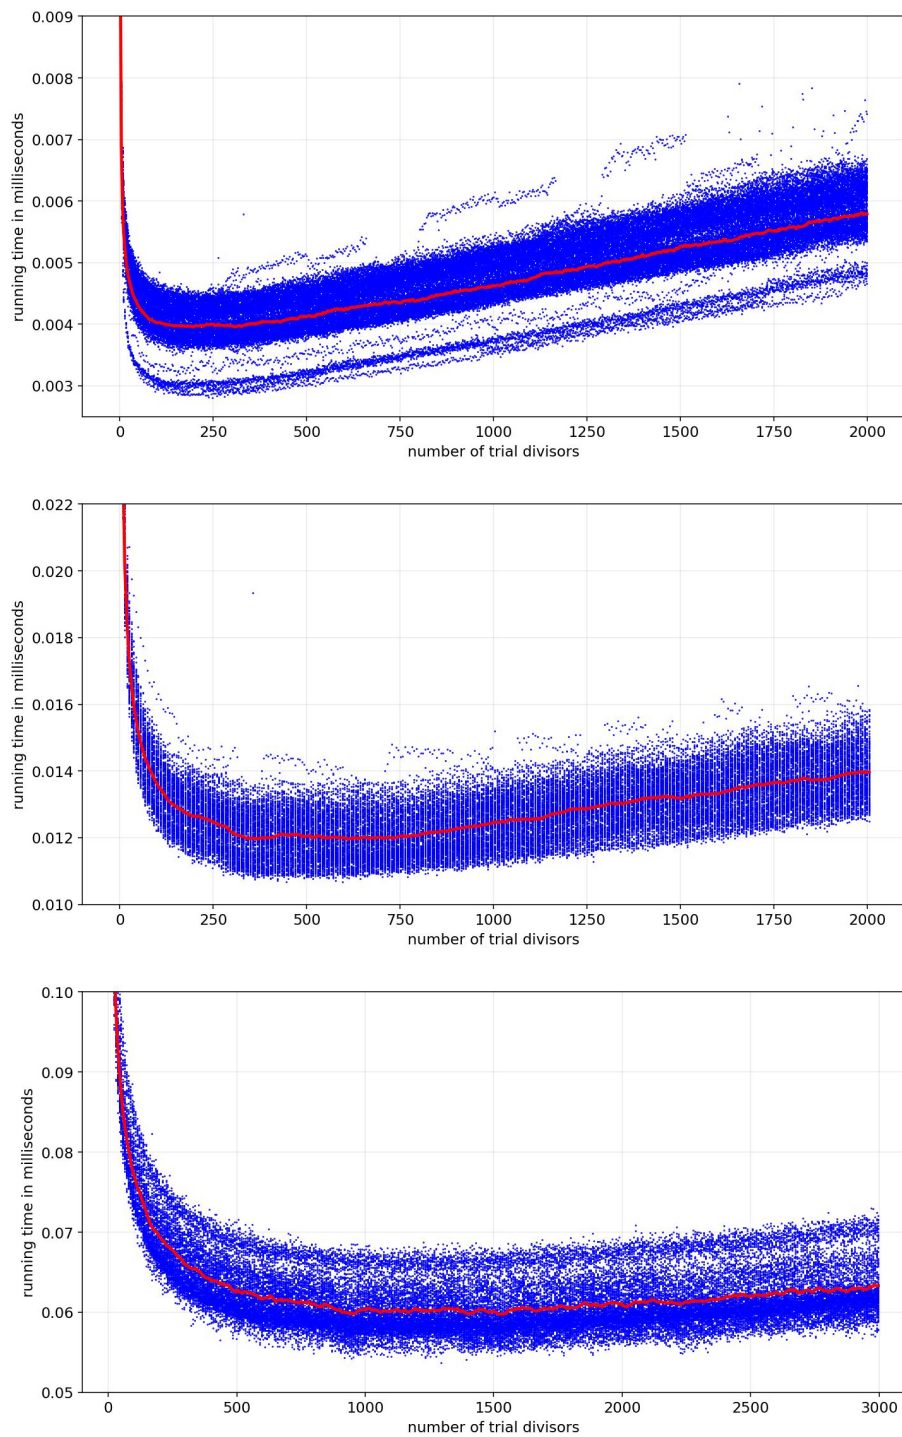 0.009
0.008
0.007
0.006
0.005
0.004
0.003
running time in milliseconds
0 250 500 750 1000 1250 1500 1750 2000
number of trial divisors
0.022
0.020
0.018
0.016
0.014
0.012
0.010
running time in milliseconds
0 250 500 750 1000 1250 1500 1750 2000
number of trial divisors
0.10
0.09
0.08
0.07
0.06
0.05
running time in milliseconds
0 500 1000 1500 2000 2500 3000
number of trial divisors